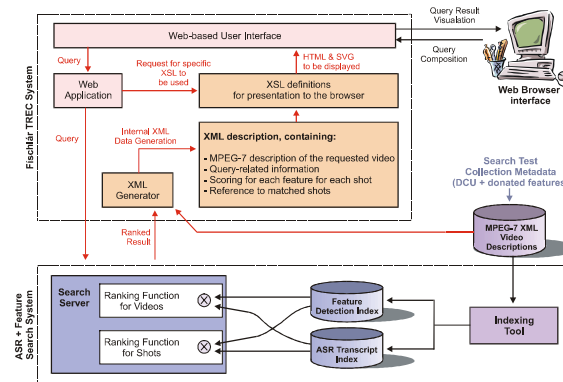 Web-based User Interface
Query Result
Visualation
Query
Composition
Web Browser
interface
Query
Request for specific
XSL to
be used
HTML & SVG
to be displayed
Web
Application
XSL definitions
for presentation to the browser
Fischlár TREC System
Query
Internal XML
Data Generation
XML description, containing:
- MPEG-7 description of the requested video
- Query-related information
- Scoring for each feature for each shot
- Reference to matched shots
XML
Generator
Search Test
Collection Metadata
(DCU + donated features)
MPEG-7 XML
Video
Descriptions
Ranked
Result
ASR + Feature
Search System
Search
Server
Ranking Function
for Videos
Ranking Function
for Shots
Feature
Detection Index
ASR Transcript
Index
Indexing
Tool